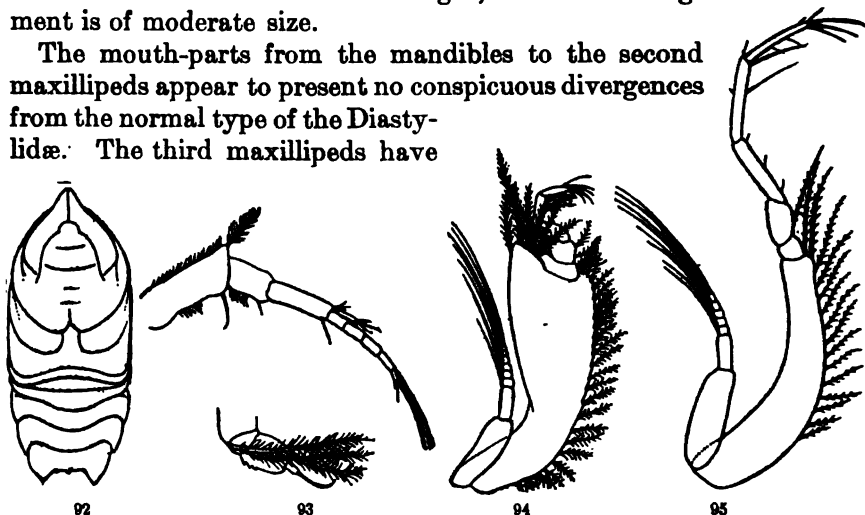 ment is of moderate size.
The mouth-parts from the mandibles to the second
maxillipeds appear to present no conspicuous divergences
from the normal type of the Diasty-
lidæ. The third maxillipeds have
92 93 94 95